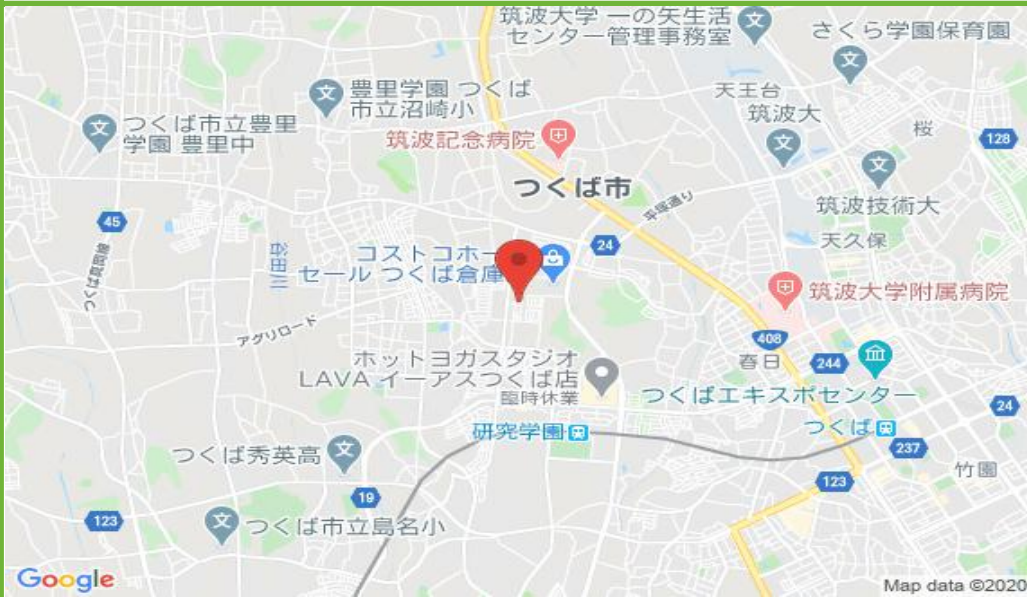 筑波大学 一の矢生活
センター管理事務室
さくら学園保育園
豊里学園 つくば
市立沼崎小
天王台
筑波大
つくば市立豊里
学園 豊里中
筑波記念病院
桜
128
つくば市
筑波技術大
45
平塚通り
24
天久保
つくば真岡線
谷田川
コストコホー
セール つくば倉庫
筑波大学附属病院
アグリロード
408
ホットヨガスタジオ
LAVA イーアスつくば店
臨時休業
春日
244
つくばエキスポセンター
24
研究学園
つくば
237
つくば秀英高
竹園
123
19
123
つくば市立島名小
Google
Map data ©2020